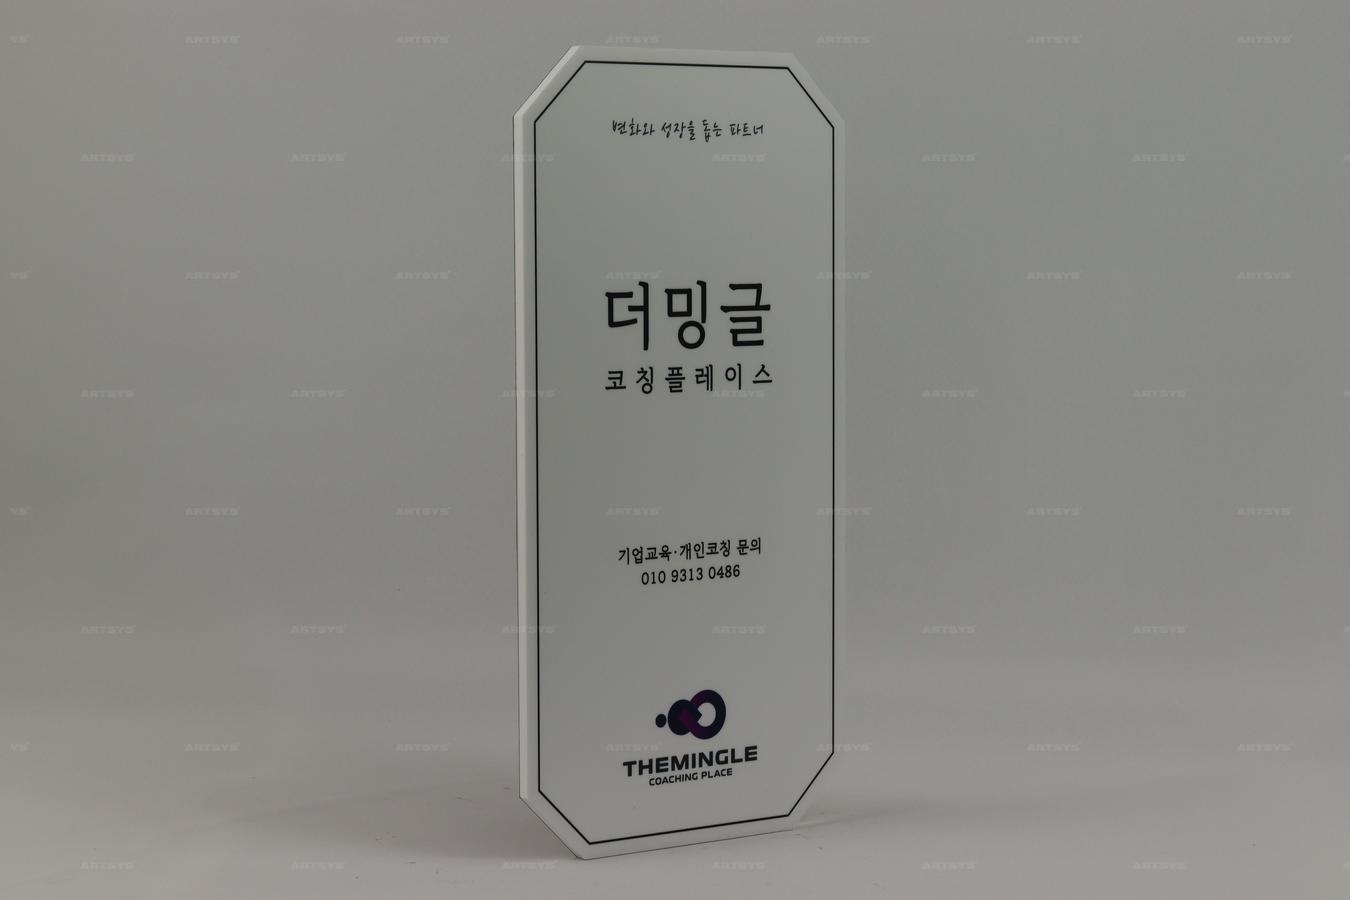 변화와 성장을 돕는 파트너
더밍글
코칭플레이스
기업교육·개인코칭 문의
010 9313 0486
THEMINGLE
COACHING PLACE
ARTSYS